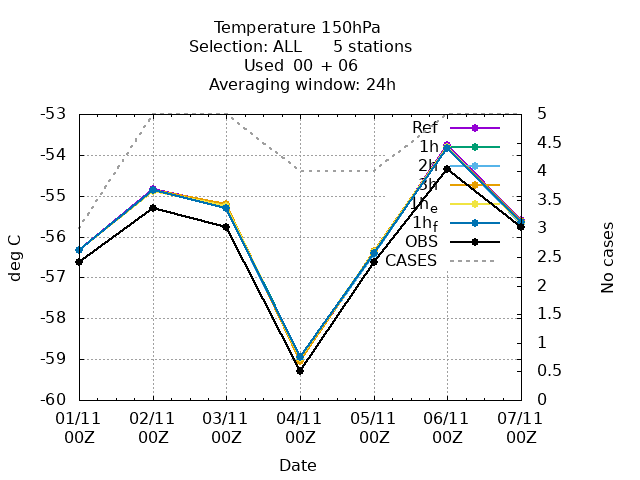 Temperature 150hPa
Selection: ALL 5 stations
Used 00 + 06
Averaging window: 24h
-53
-54
-55
-56
-57
-58
-59
-60
deg C
5
4.5
4
3.5
3
2.5
2
1.5
1
0.5
0
No cases
Ref
1h
2h
3h
1he
1hf
OBS
CASES
01/11 02/11 03/11 04/11 05/11 06/11 07/11
00Z 00Z 00Z 00Z 00Z 00Z 00Z
Date